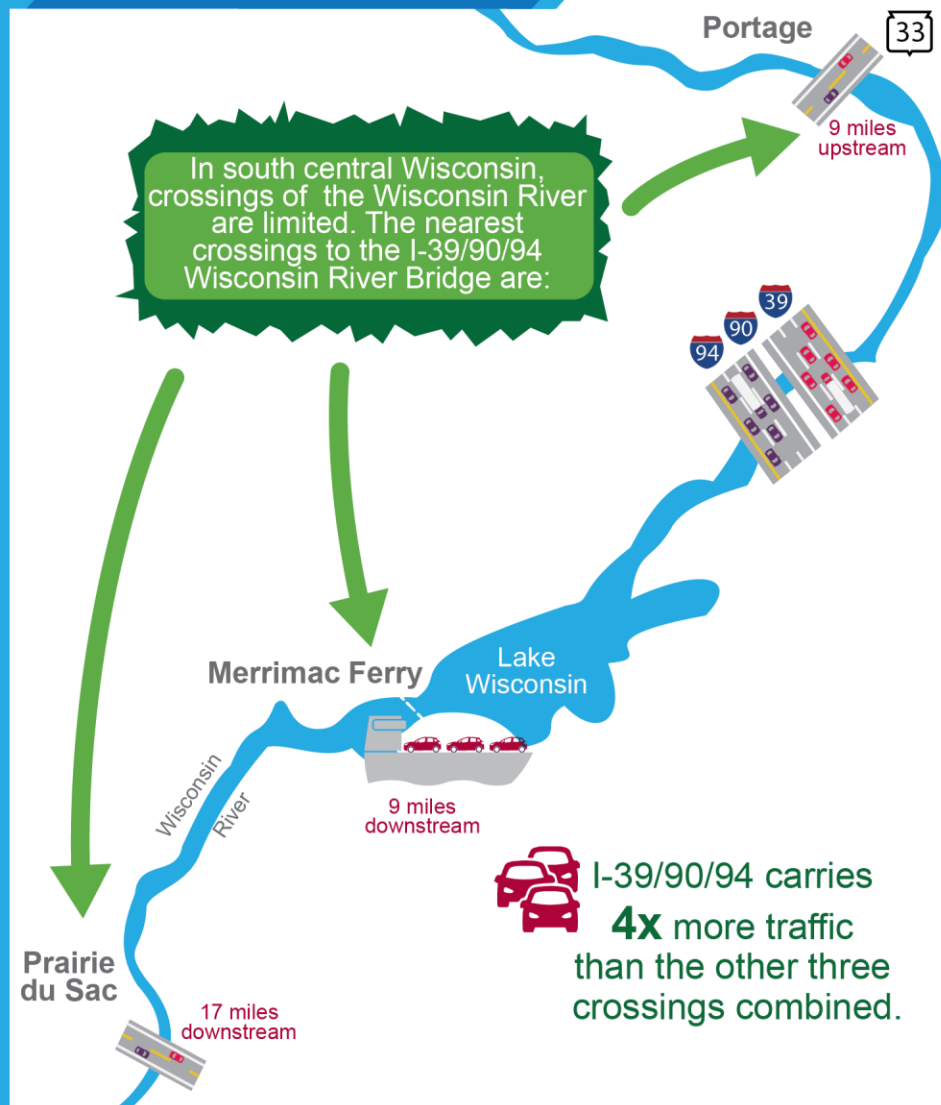 Portage
33
9 miles
upstream
In south central Wisconsin,
crossings of the Wisconsin River
are limited. The nearest
crossings to the I-39/90/94
Wisconsin River Bridge are:
39
90
94
Merrimac Ferry
Lake
Wisconsin
Wisconsin
River
9 miles
downstream
I-39/90/94 carries
4x more traffic
than the other three
crossings combined.
Prairie
du Sac
17 miles
downstream